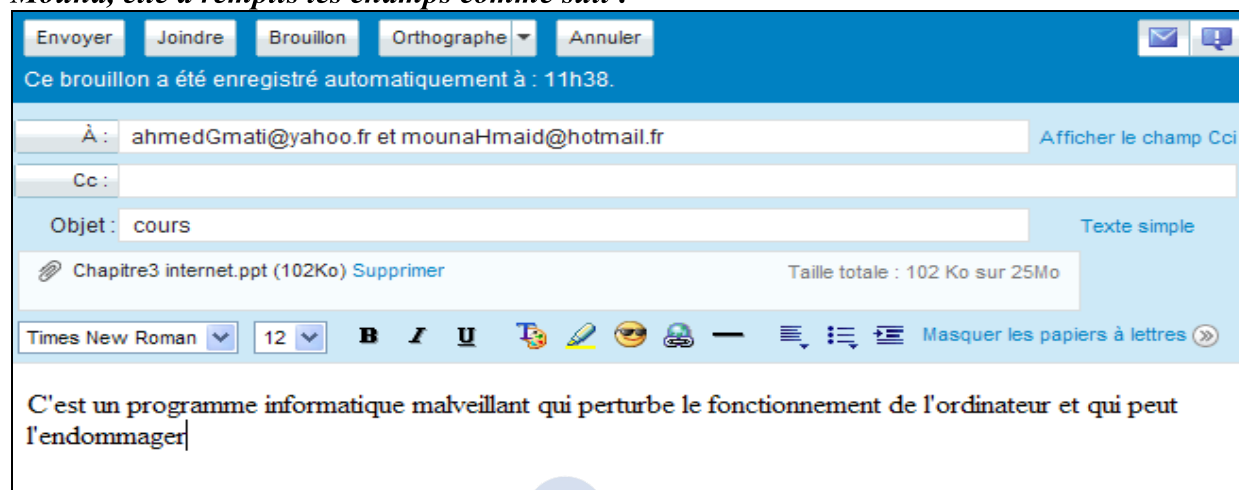 Mouna, elle a remplis les champs comme suit :
Envoyer Joindre Brouillon Orthographe Annuler
Ce brouillon a été enregistré automatiquement à : 11h38.
À : ahmedGmati@yahoo.fr et mounaHmaid@hotmail.fr Afficher le champ Cci
Cc :
Objet : cours Texte simple
Chapitre3 internet.ppt (102Ko) Supprimer Taille totale : 102 Ko sur 25Mo
Times New Roman 12 B I U Masquer les papiers à lettres
C'est un programme informatique malveillant qui perturbe le fonctionnement de l'ordinateur et qui peut
l'endommager